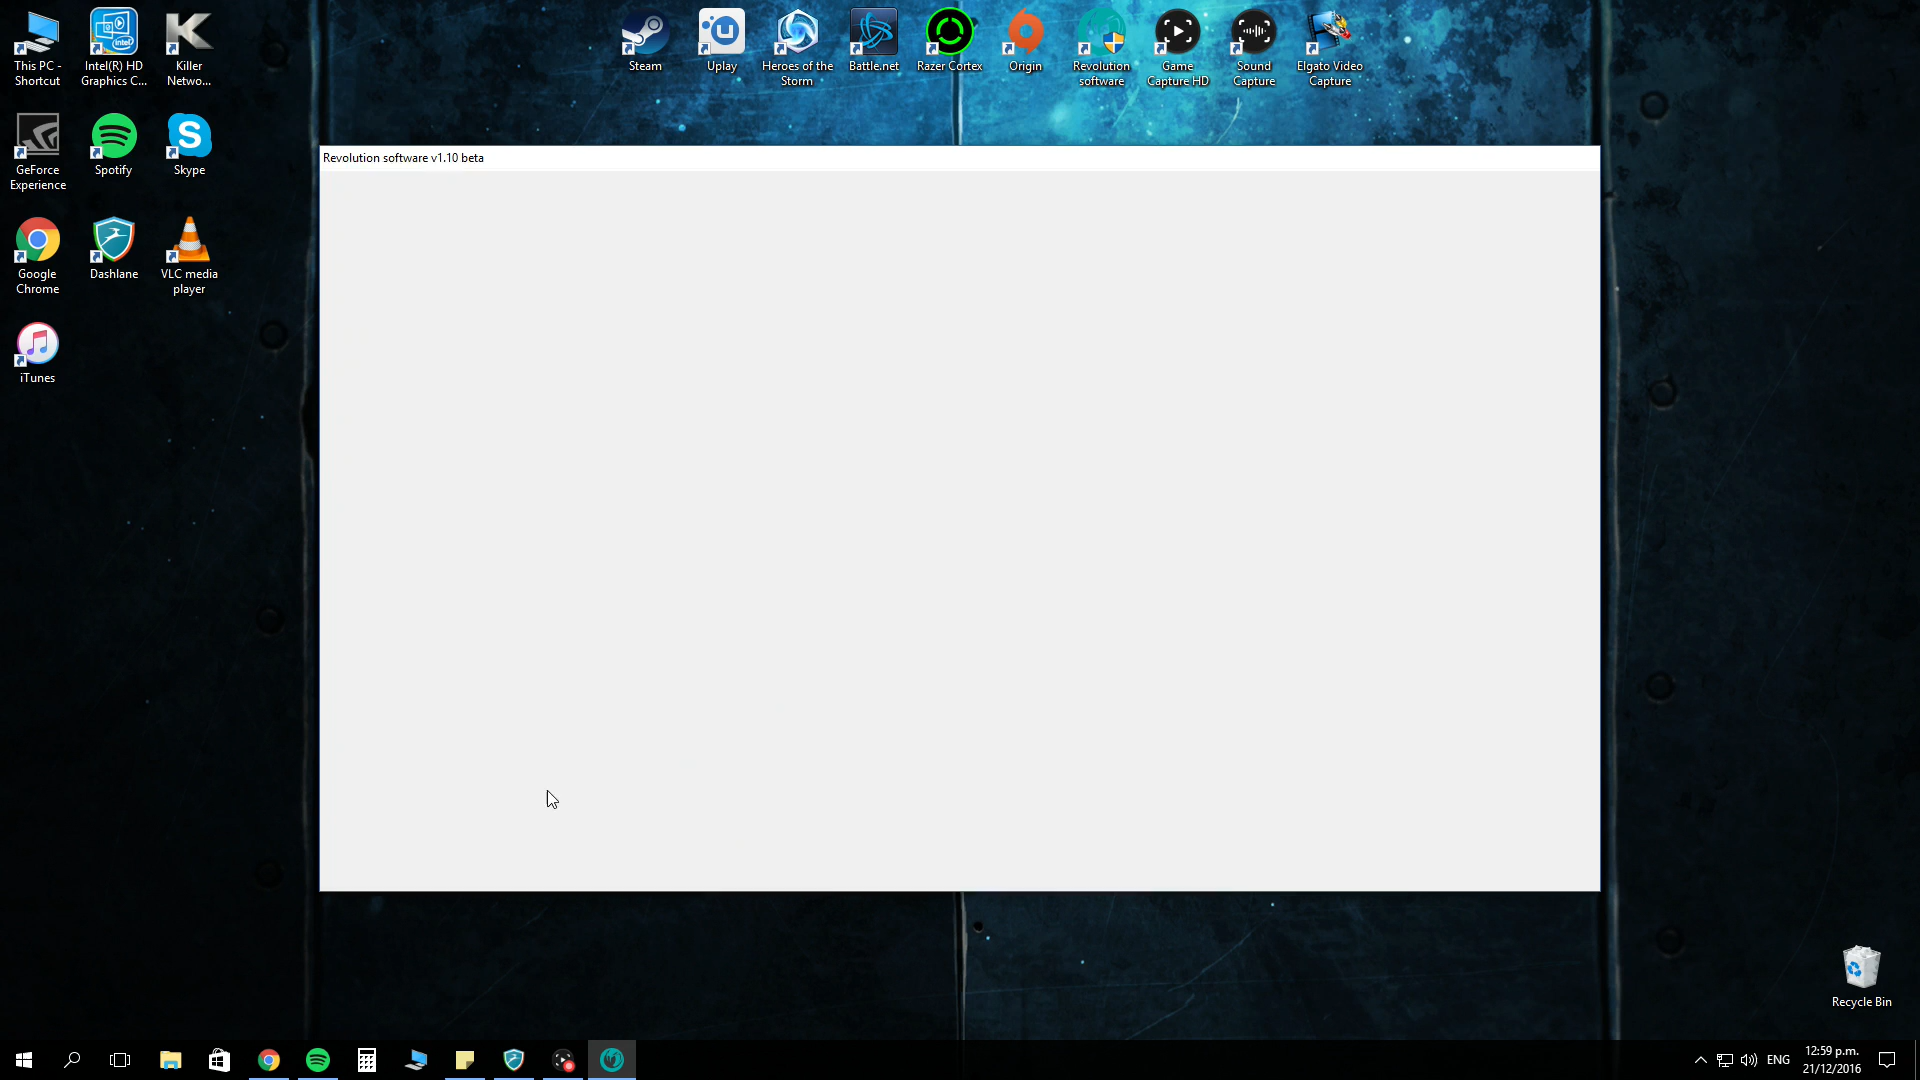 This PC -
Shortcut
Intel(R) HD
Graphics C...
Killer
Netwo...
GeForce
Experience
Spotify
Skype
Google
Chrome
Dashlane
VLC media
player
iTunes
Steam
Uplay
Heroes of the
Storm
Battle.net
Razer Cortex
Origin
Revolution
software
Game
Capture HD
Sound
Capture
Elgato Video
Capture
Revolution software v1.10 beta
Recycle Bin
ENG
12:59 p.m.
21/12/2016